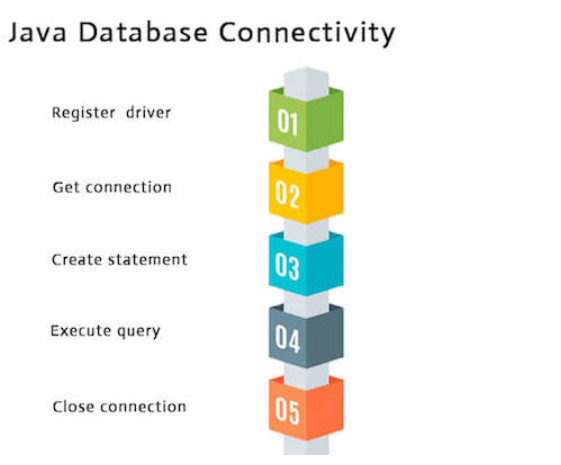 Java Database Connectivity
Register driver
01
Get connection
02
Create statement
03
Execute query
04
Close connection
05